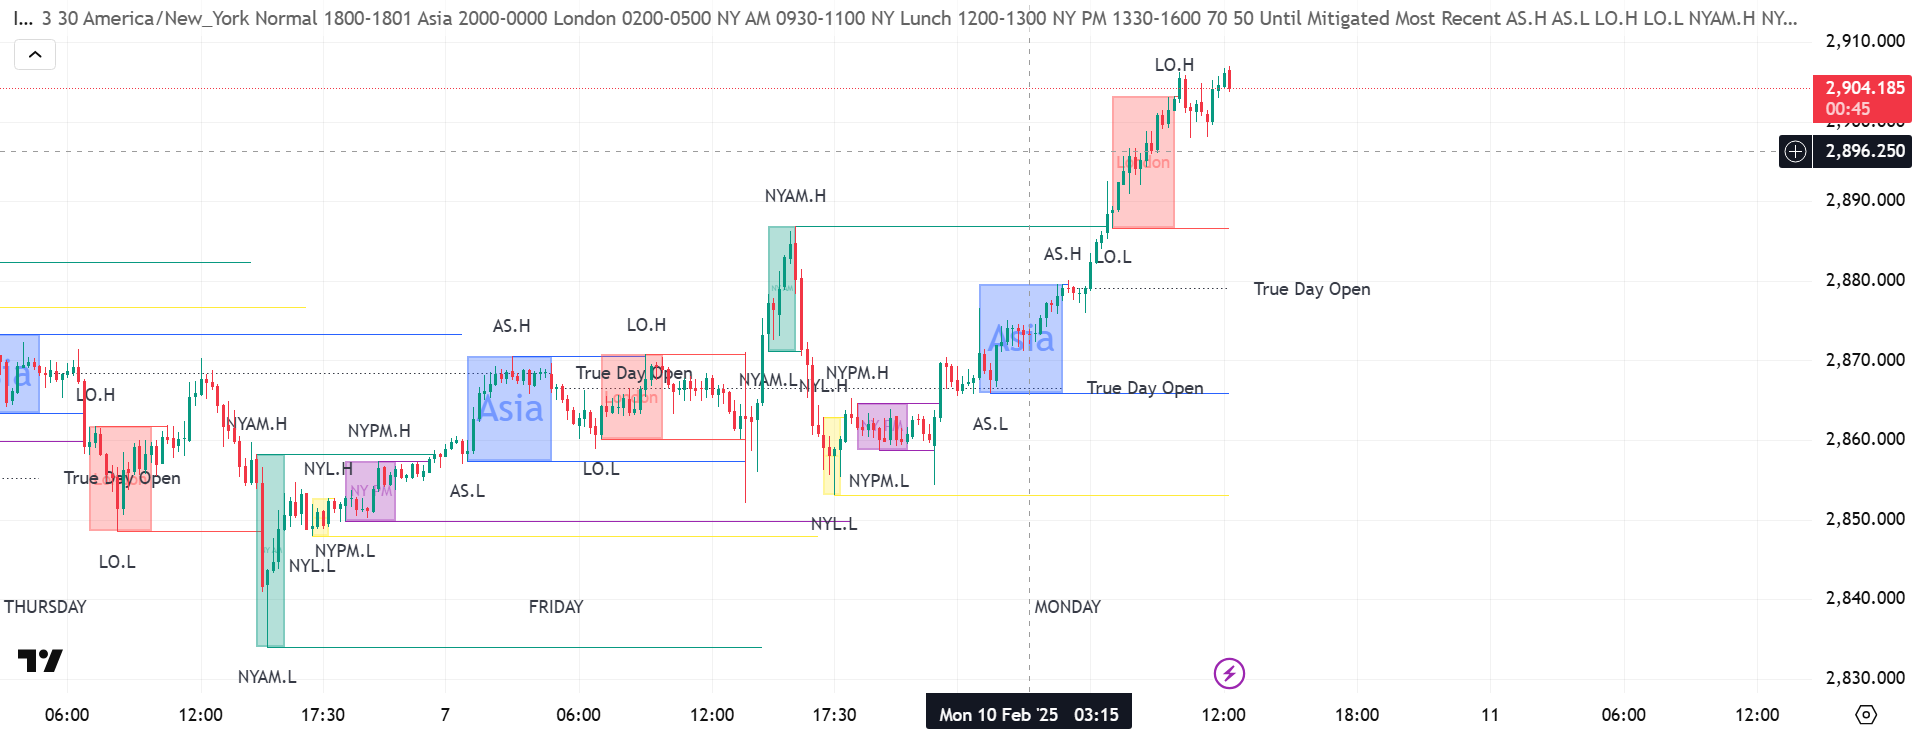 I... 3 30 America/New_York Normal 1800-1801 Asia 2000-0000 London 0200-0500 NY AM 0930-1100 NY Lunch 1200-1300 NY PM 1330-1600 70 50 Until Mitigated Most Recent AS.H AS.L LO.H LO.L NYAM.H NY...
2,910.000
LO.H
2,904.185
00:45
2,896.250
London
NYAM.H
2,890.000
AS.H
LO.L
2,880.000
True Day Open
NY AM
AS.H
LO.H
Asia
2,870.000
True Day Open
NYAM.L
NYL.H
NYPM.H
True Day Open
LO.H
London
Asia
NYAM.H
NYPM.H
NY PM
AS.L
2,860.000
NYL.H
LO.L
True Day Open
London
NY PM
AS.L
NYPM.L
2,850.000
NYL.L
NY AM
NYPM.L
LO.L
NYL.L
THURSDAY
FRIDAY
MONDAY
2,840.000
NYAM.L
2,830.000
06:00
12:00
17:30
7
06:00
12:00
17:30
Mon 10 Feb '25 03:15
12:00
18:00
11
06:00
12:00